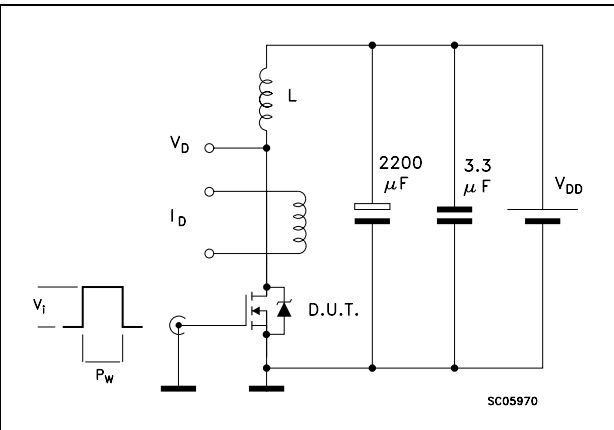 L
V_D
2200
μF
3.3
μF
V_DD
I_D
D.U.T.
V_i
P_W
SC05970